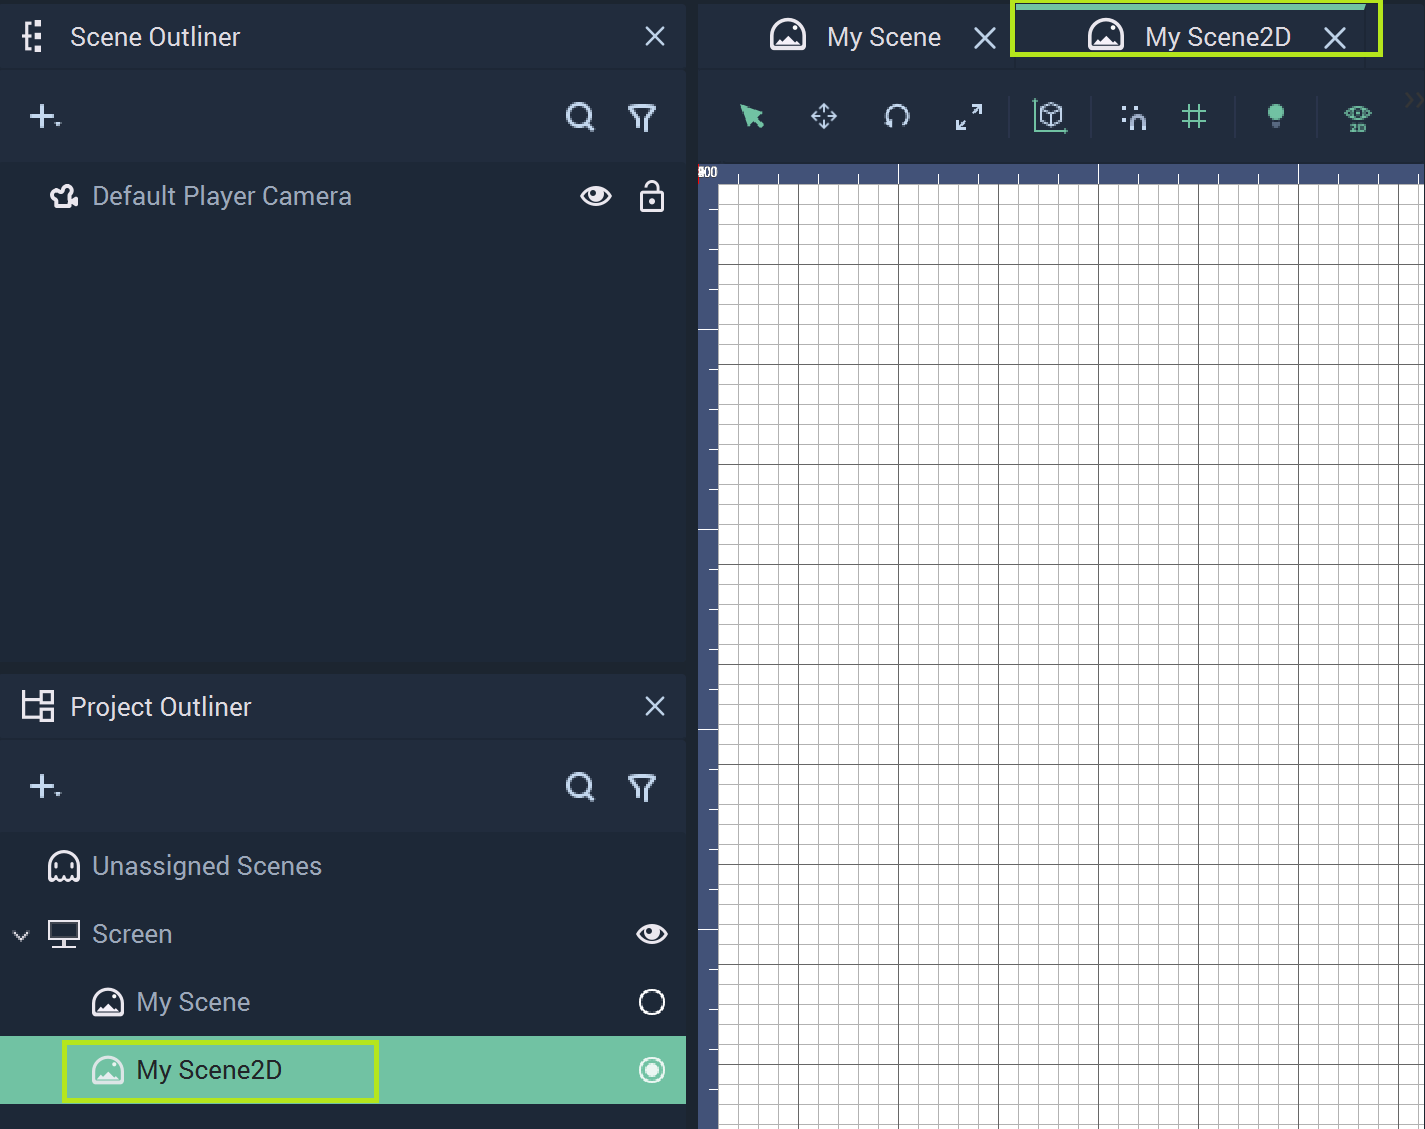 Scene Outliner
Default Player Camera
Project Outliner
Unassigned Scenes
Screen
My Scene
My Scene2D
My Scene
My Scene2D
2D